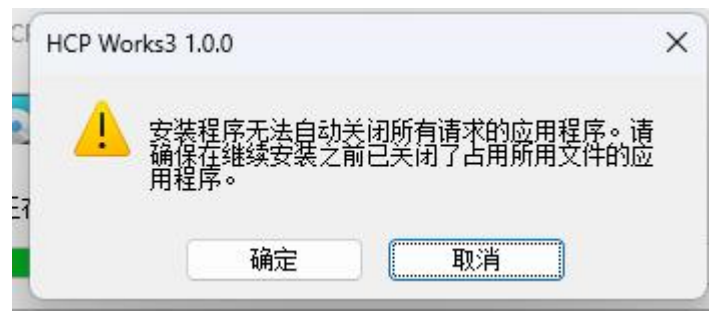 HCP Works3 1.0.0
安装程序无法自动关闭所有请求的应用程序。请
确保在继续安装之前已关闭了占用所用文件的应
用程序。
确定
取消